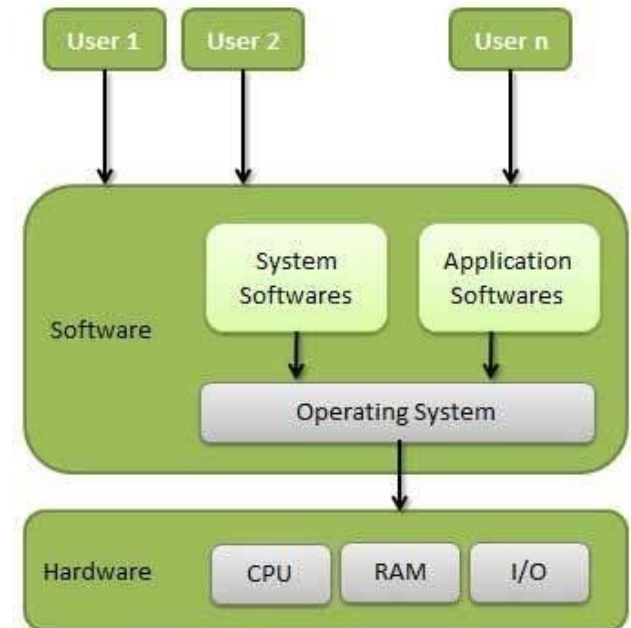 User 1
User 2
User n
System
Softwares
Application
Softwares
Software
Operating System
Hardware
CPU
RAM
I/O